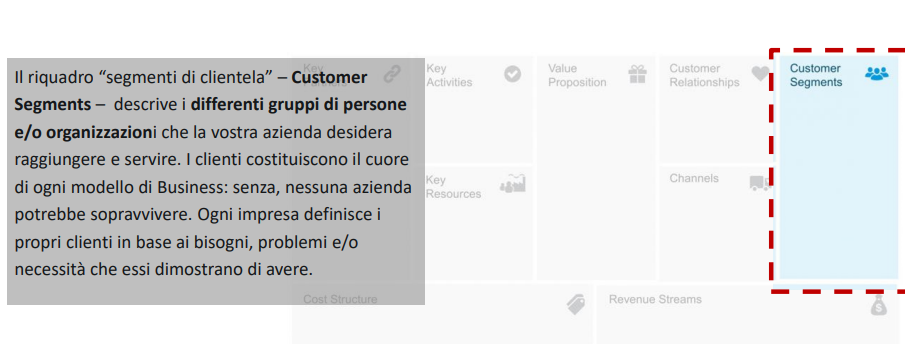 Il riquadro “segmenti di clientela” – Customer
Segments – descrive i differenti gruppi di persone
e/o organizzazioni che la vostra azienda desidera
raggiungere e servire. I clienti costituiscono il cuore
di ogni modello di Business: senza, nessuna azienda
potrebbe sopravvivere. Ogni impresa definisce i
propri clienti in base ai bisogni, problemi e/o
necessità che essi dimostrano di avere.
Key
Partners
Key
Activities
Value
Proposition
Customer
Relationships
Customer
Segments
Key
Resources
Channels
Cost Structure
Revenue Streams